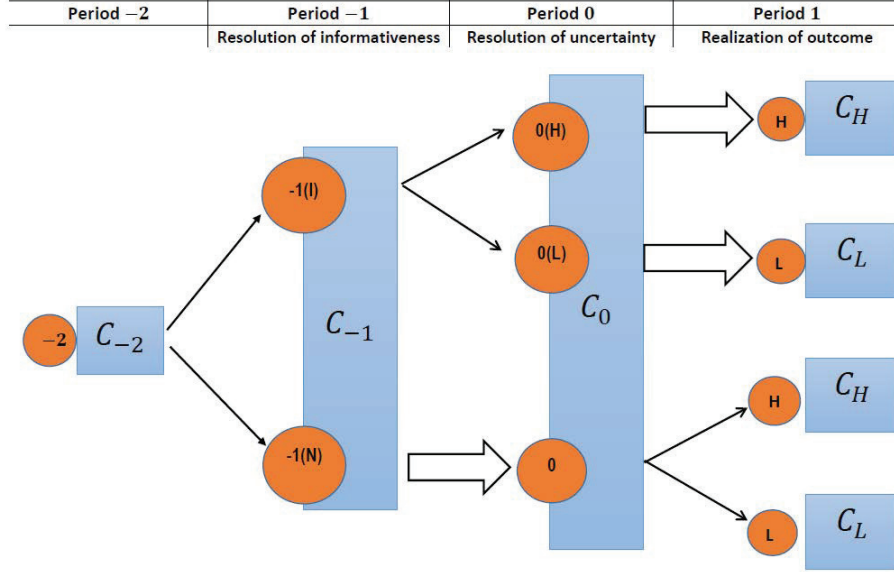 Period −2 Period −1 Period 0 Period 1
Resolution of informativeness Resolution of uncertainty Realization of outcome
H C_H
0(H)
-1(I)
0(L)
L C_L
−2 C_{−2} C_{−1} C_0
H C_H
-1(N) 0
L C_L